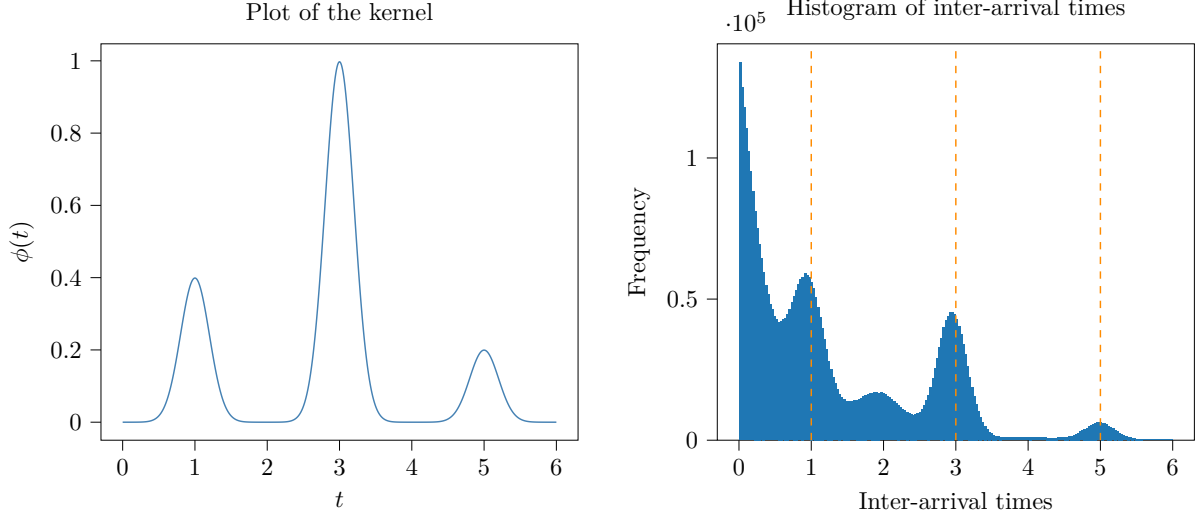 Plot of the kernel
1
0.8
0.6
0.4
0.2
0
ϕ(t)
0 1 2 3 4 5 6
t
Histogram of inter-arrival times
·10⁵
1
0.5
0
Frequency
0 1 2 3 4 5 6
Inter-arrival times